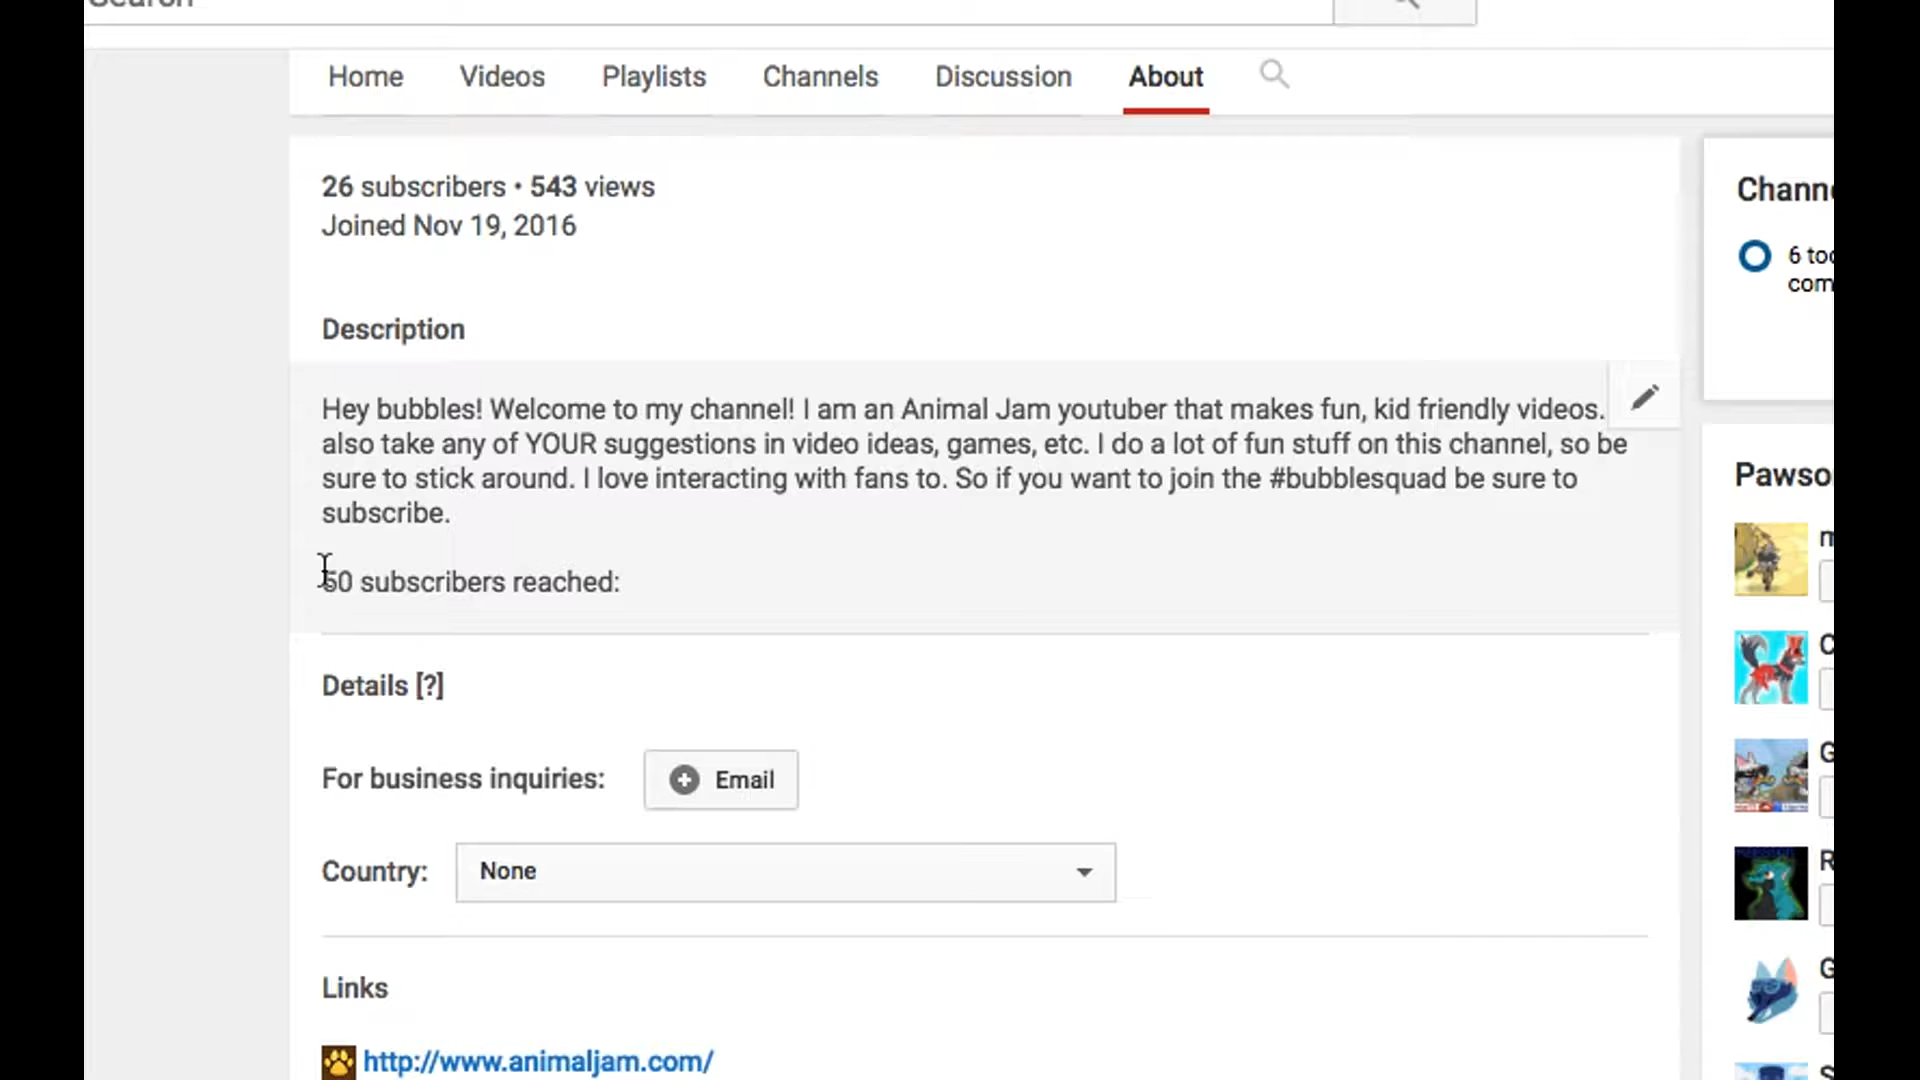 Search
Home Videos Playlists Channels Discussion About
26 subscribers • 543 views
Joined Nov 19, 2016
Description
Hey bubbles! Welcome to my channel! I am an Animal Jam youtuber that makes fun, kid friendly videos.
also take any of YOUR suggestions in video ideas, games, etc. I do a lot of fun stuff on this channel, so be
sure to stick around. I love interacting with fans to. So if you want to join the #bubblesquad be sure to
subscribe.
50 subscribers reached:
Details [?]
For business inquiries: Email
Country: None
Links
http://www.animaljam.com/
6